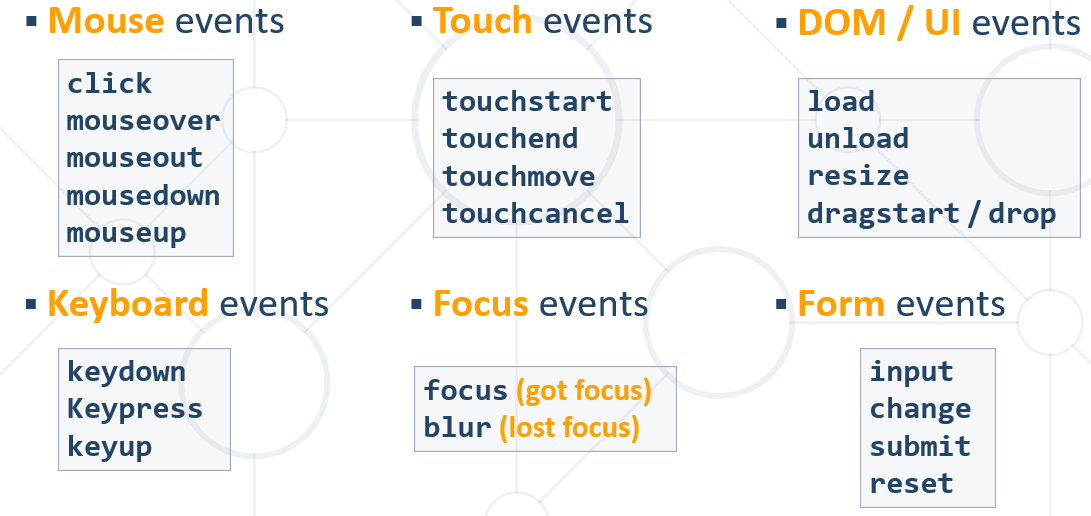 ▪ Mouse events
click
mouseover
mouseout
mousedown
mouseup
▪ Touch events
touchstart
touchend
touchmove
touchcancel
▪ DOM / UI events
load
unload
resize
dragstart / drop
▪ Keyboard events
keydown
Keypress
keyup
▪ Focus events
focus (got focus)
blur (lost focus)
▪ Form events
input
change
submit
reset